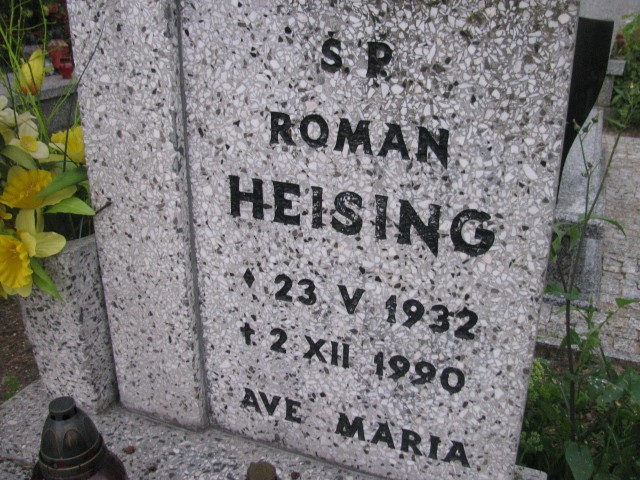 Ś.P.
ROMAN
HEISING
♦ 23 V 1932
† 2 XII 1990
AVE MARIA